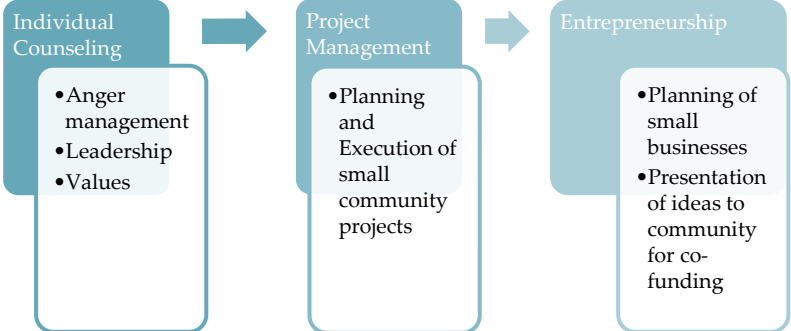 Individual
Counseling
•Anger
management
•Leadership
•Values
Project
Management
•Planning
and
Execution of
small
community
projects
Entrepreneurship
•Planning of
small
businesses
•Presentation
of ideas to
community
for co-
funding